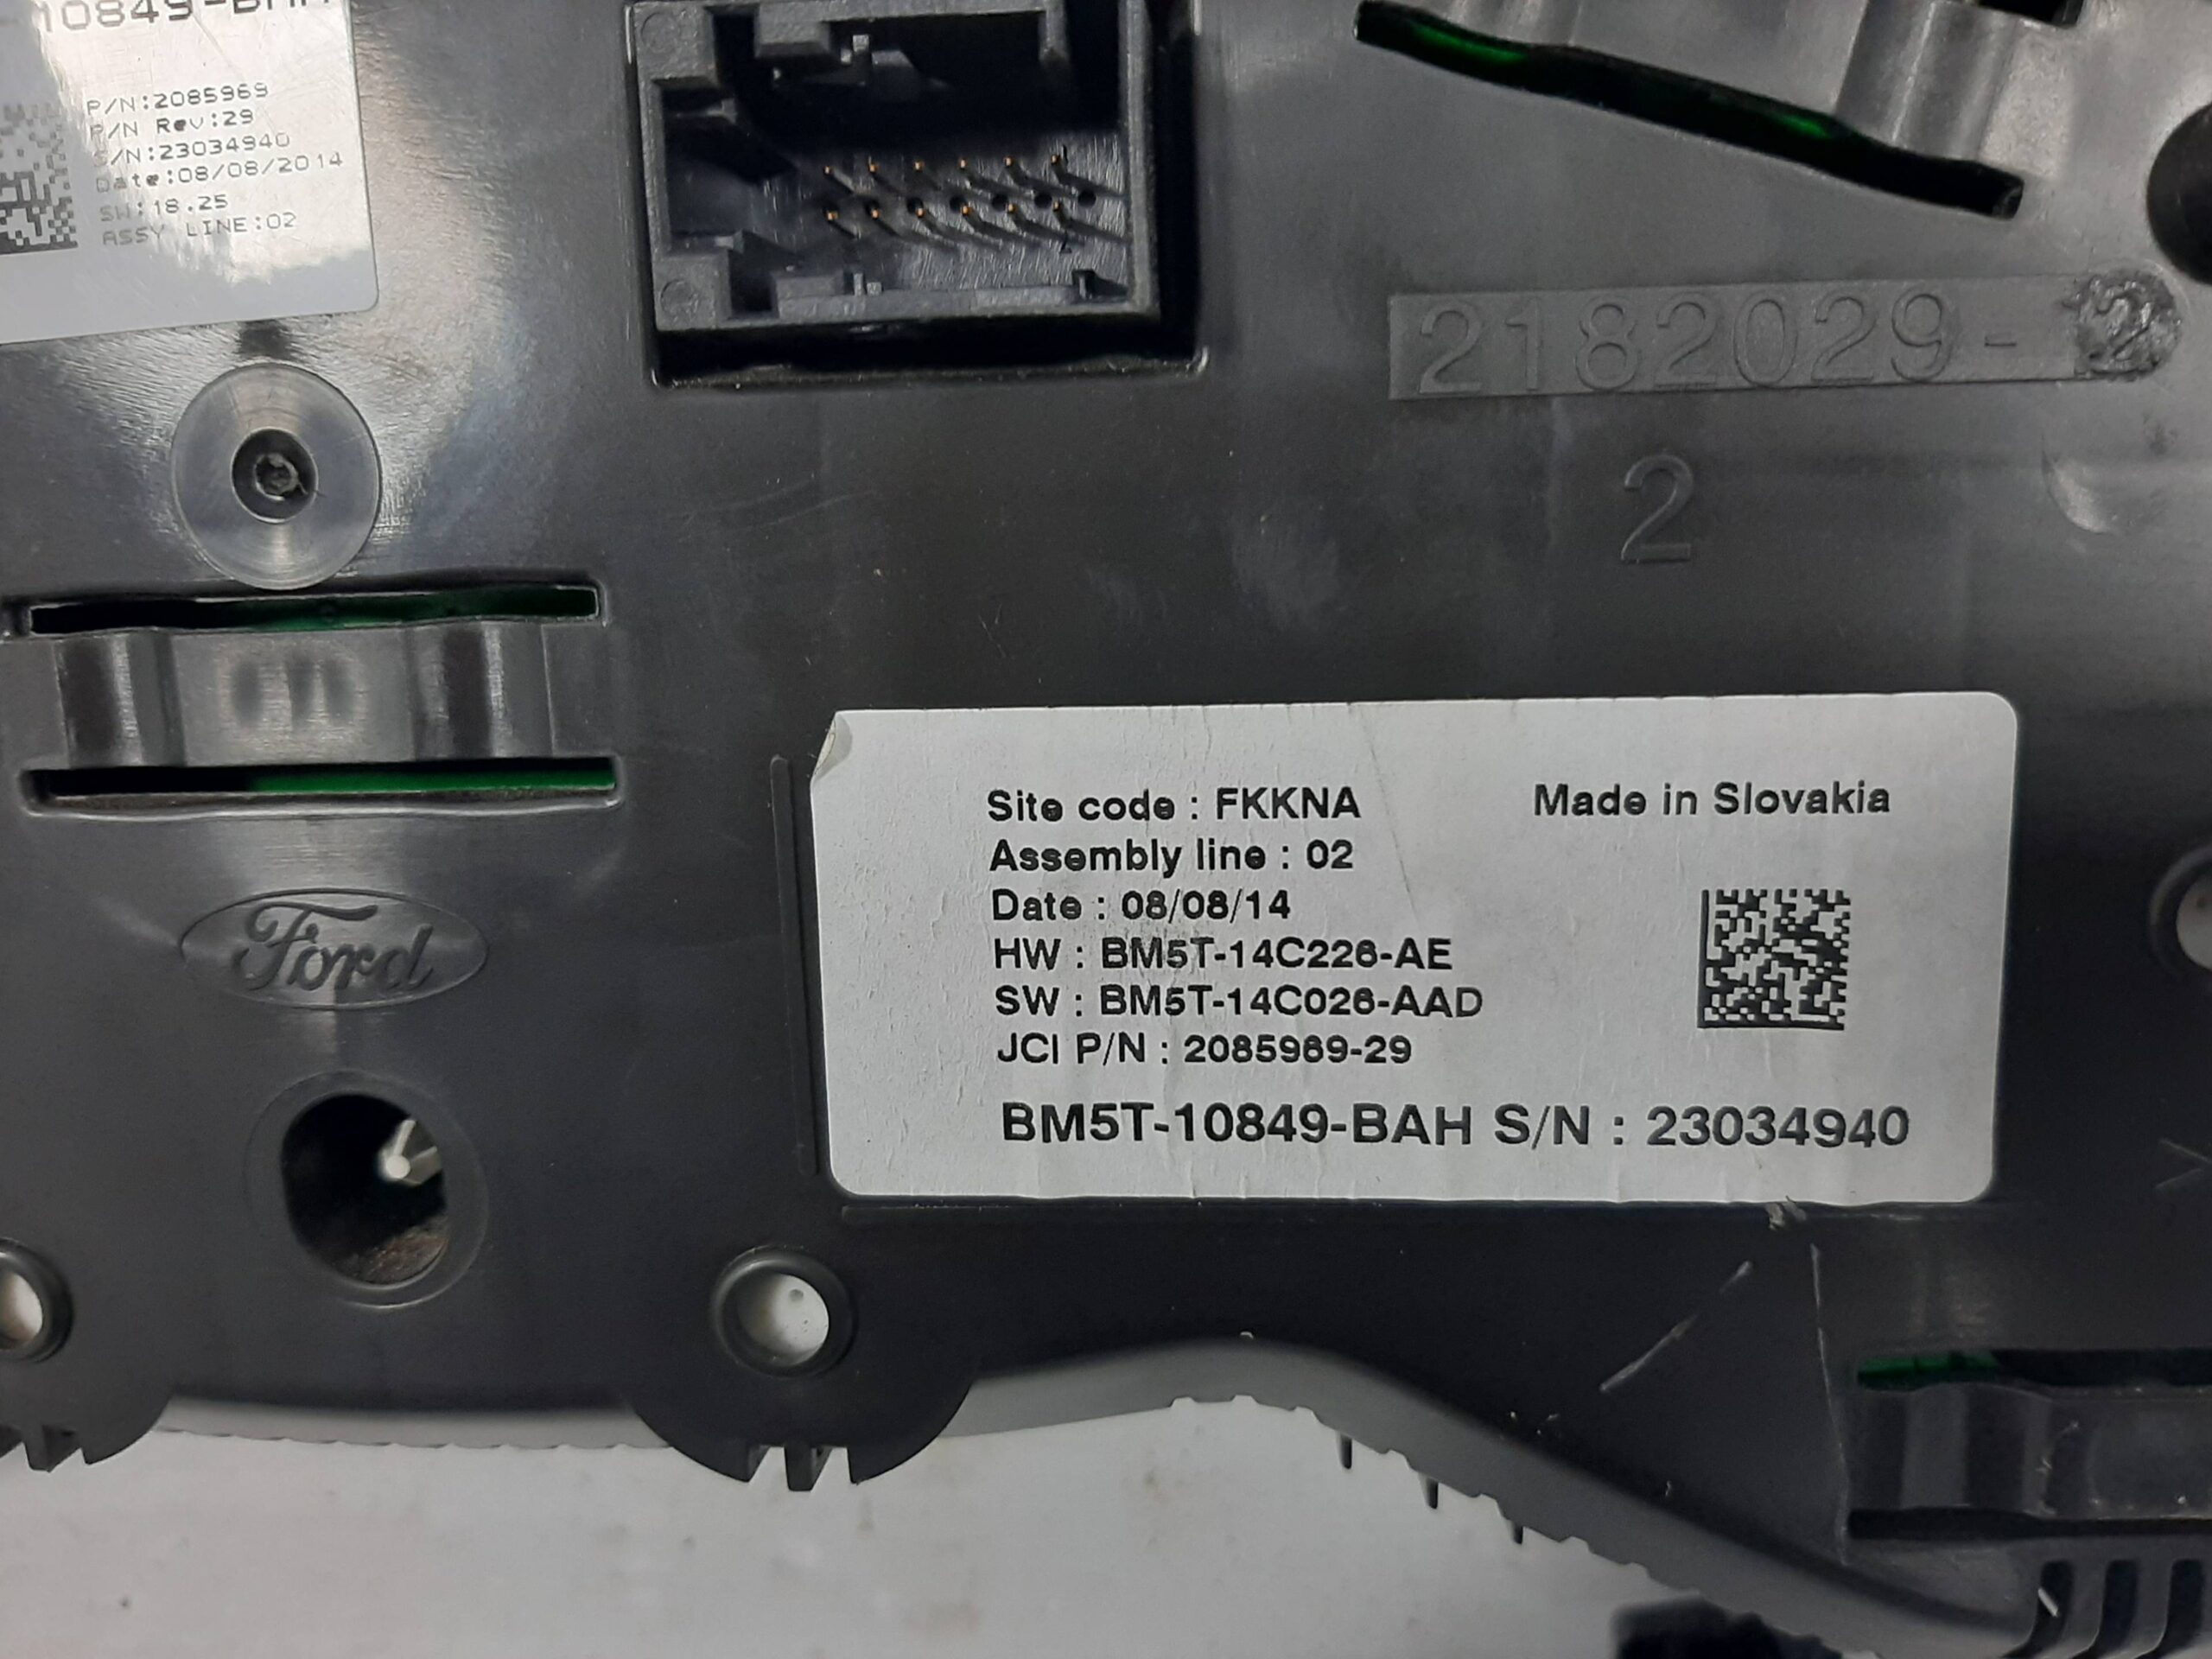 P/N:2085969
P/N Rev:29
S/N:23034940
Date:08/08/2014
SW:18.25
ASSY LINE:02
2182029-2
2
Ford
Site code : FKKNA
Made in Slovakia
Assembly line : 02
Date : 08/08/14
HW : BM5T-14C226-AE
SW : BM5T-14C026-AAD
JCI P/N : 2085969-29
BM5T-10849-BAH S/N : 23034940